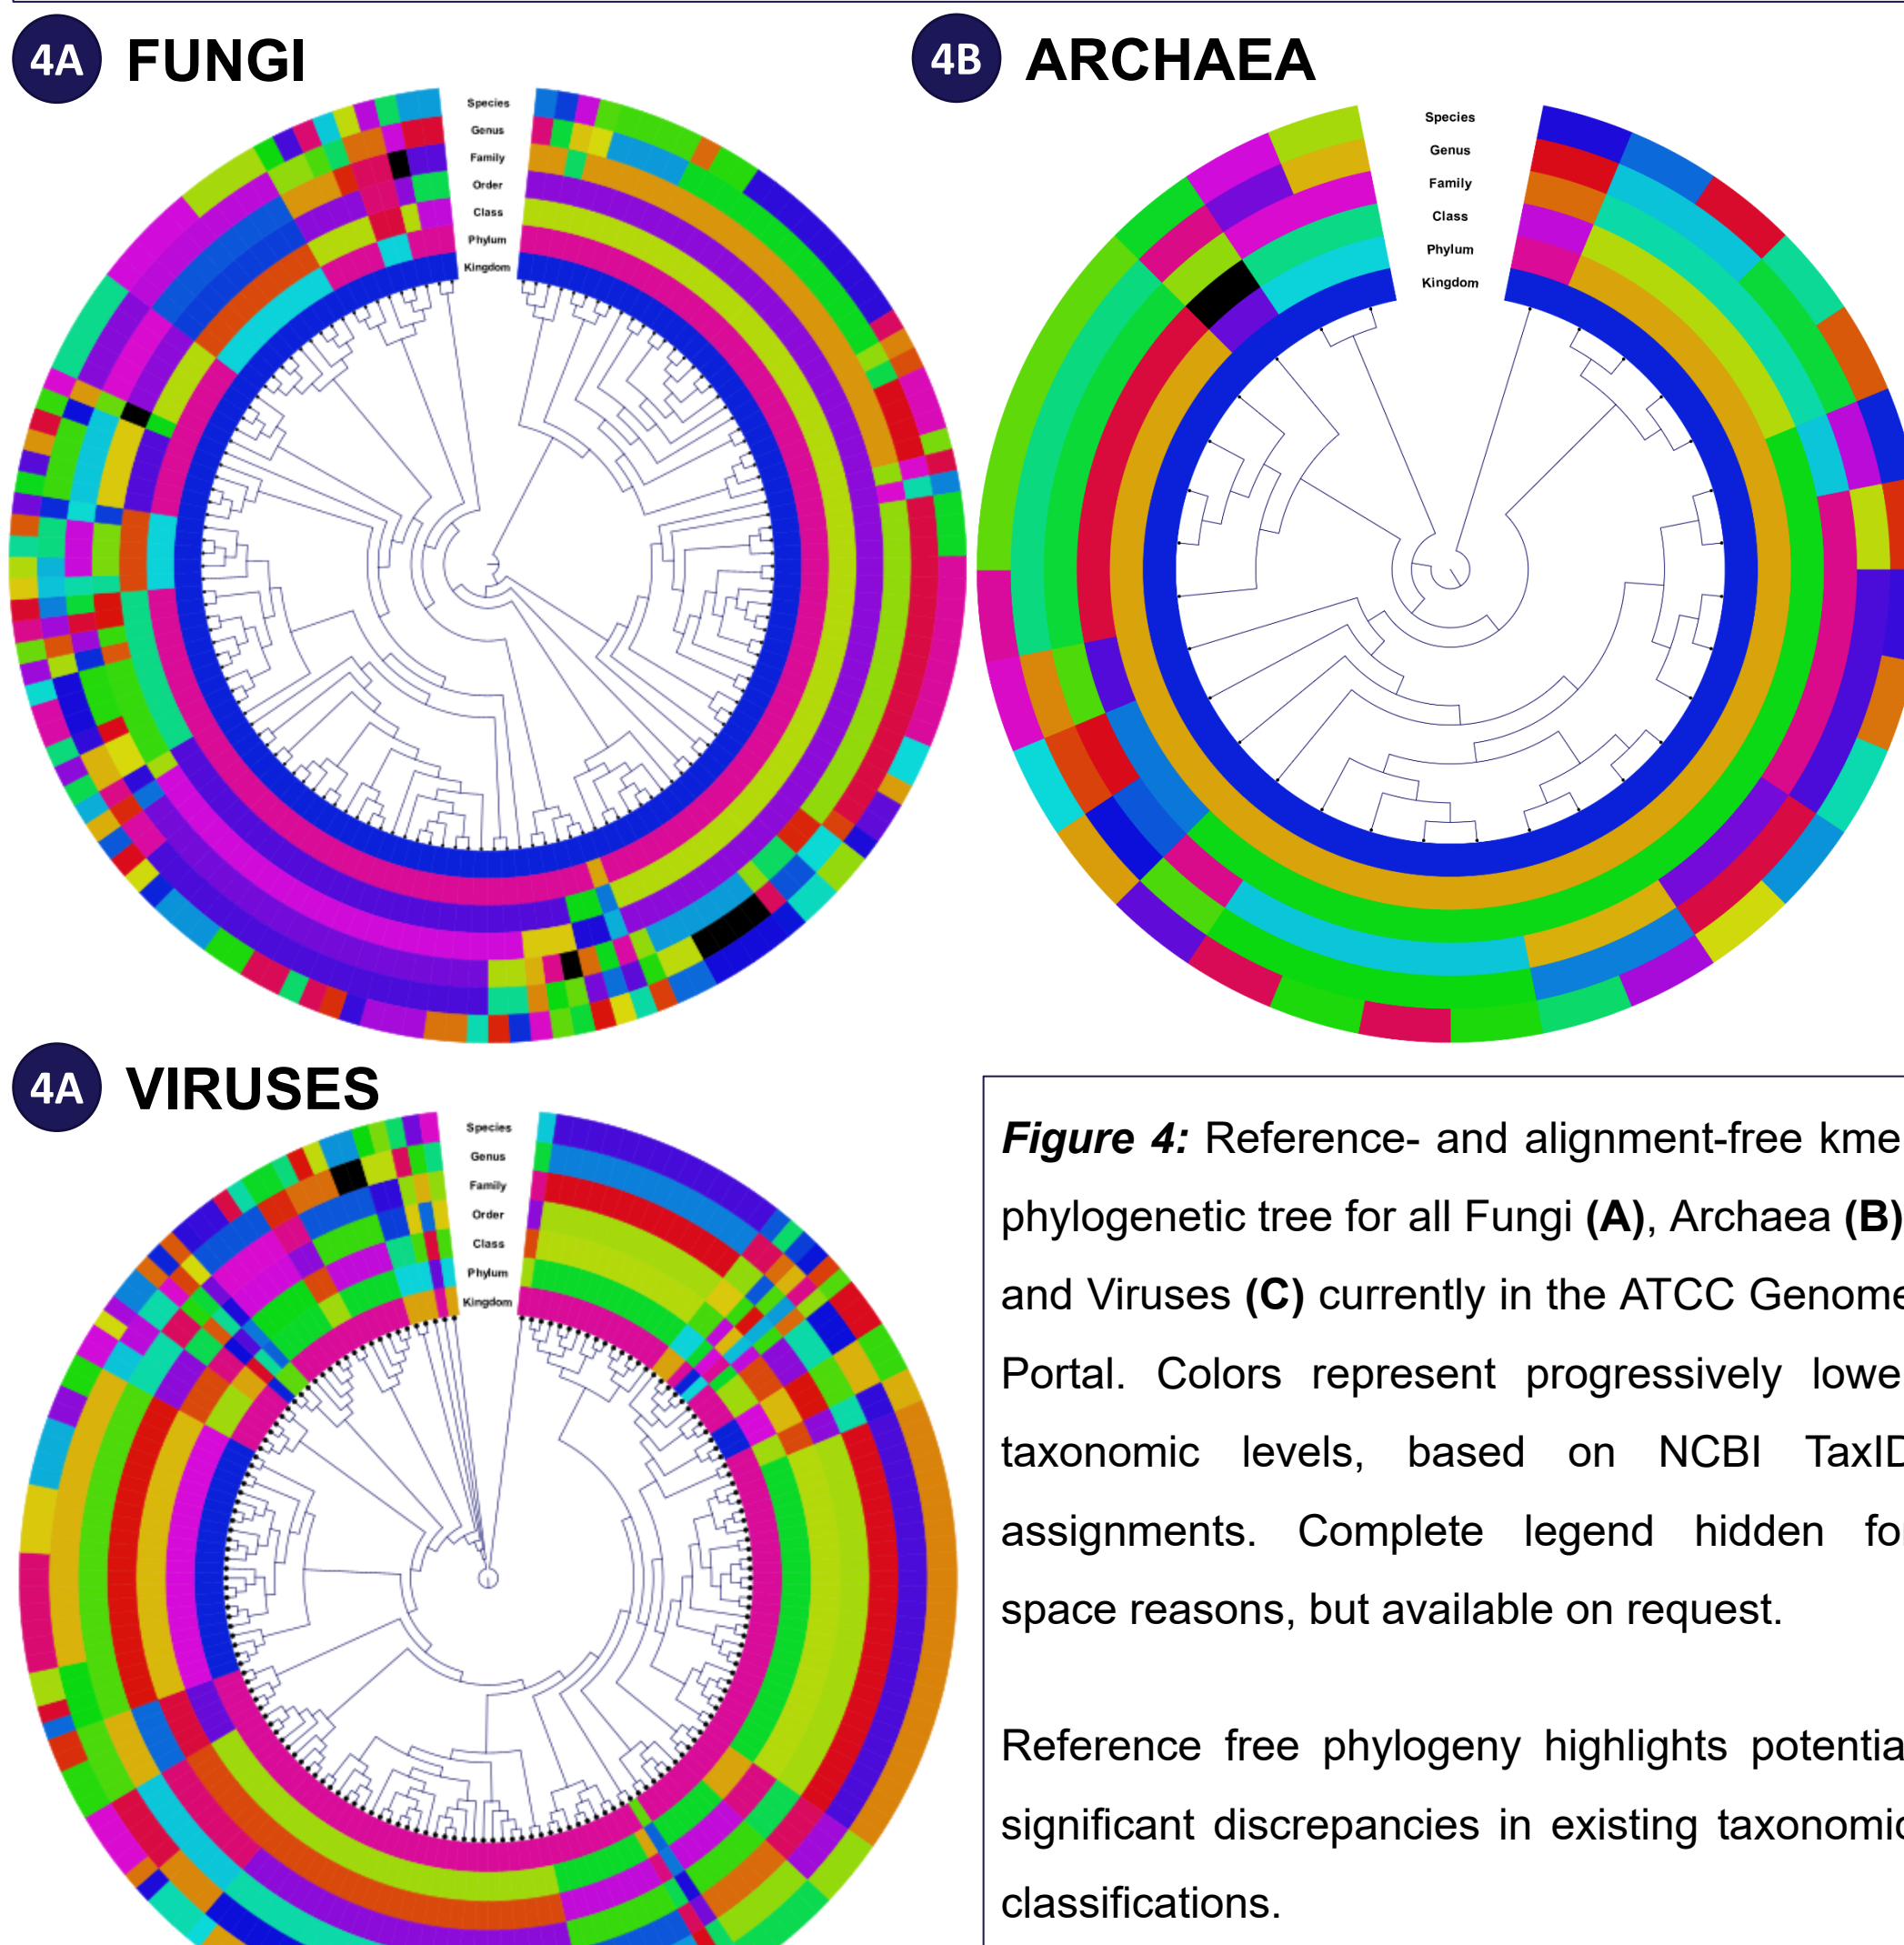 4A FUNGI
Species
Genus
Family
Order
Class
Phylum
Kingdom
4B ARCHAEA
Species
Genus
Family
Class
Phylum
Kingdom
4A VIRUSES
Species
Genus
Family
Order
Class
Phylum
Kingdom
Figure 4: Reference- and alignment-free kme
phylogenetic tree for all Fungi (A), Archaea (B)
and Viruses (C) currently in the ATCC Genome
Portal. Colors represent progressively lowe
taxonomic levels, based on NCBI TaxID
assignments. Complete legend hidden for
space reasons, but available on request.
Reference free phylogeny highlights potentia
significant discrepancies in existing taxonomic
classifications.